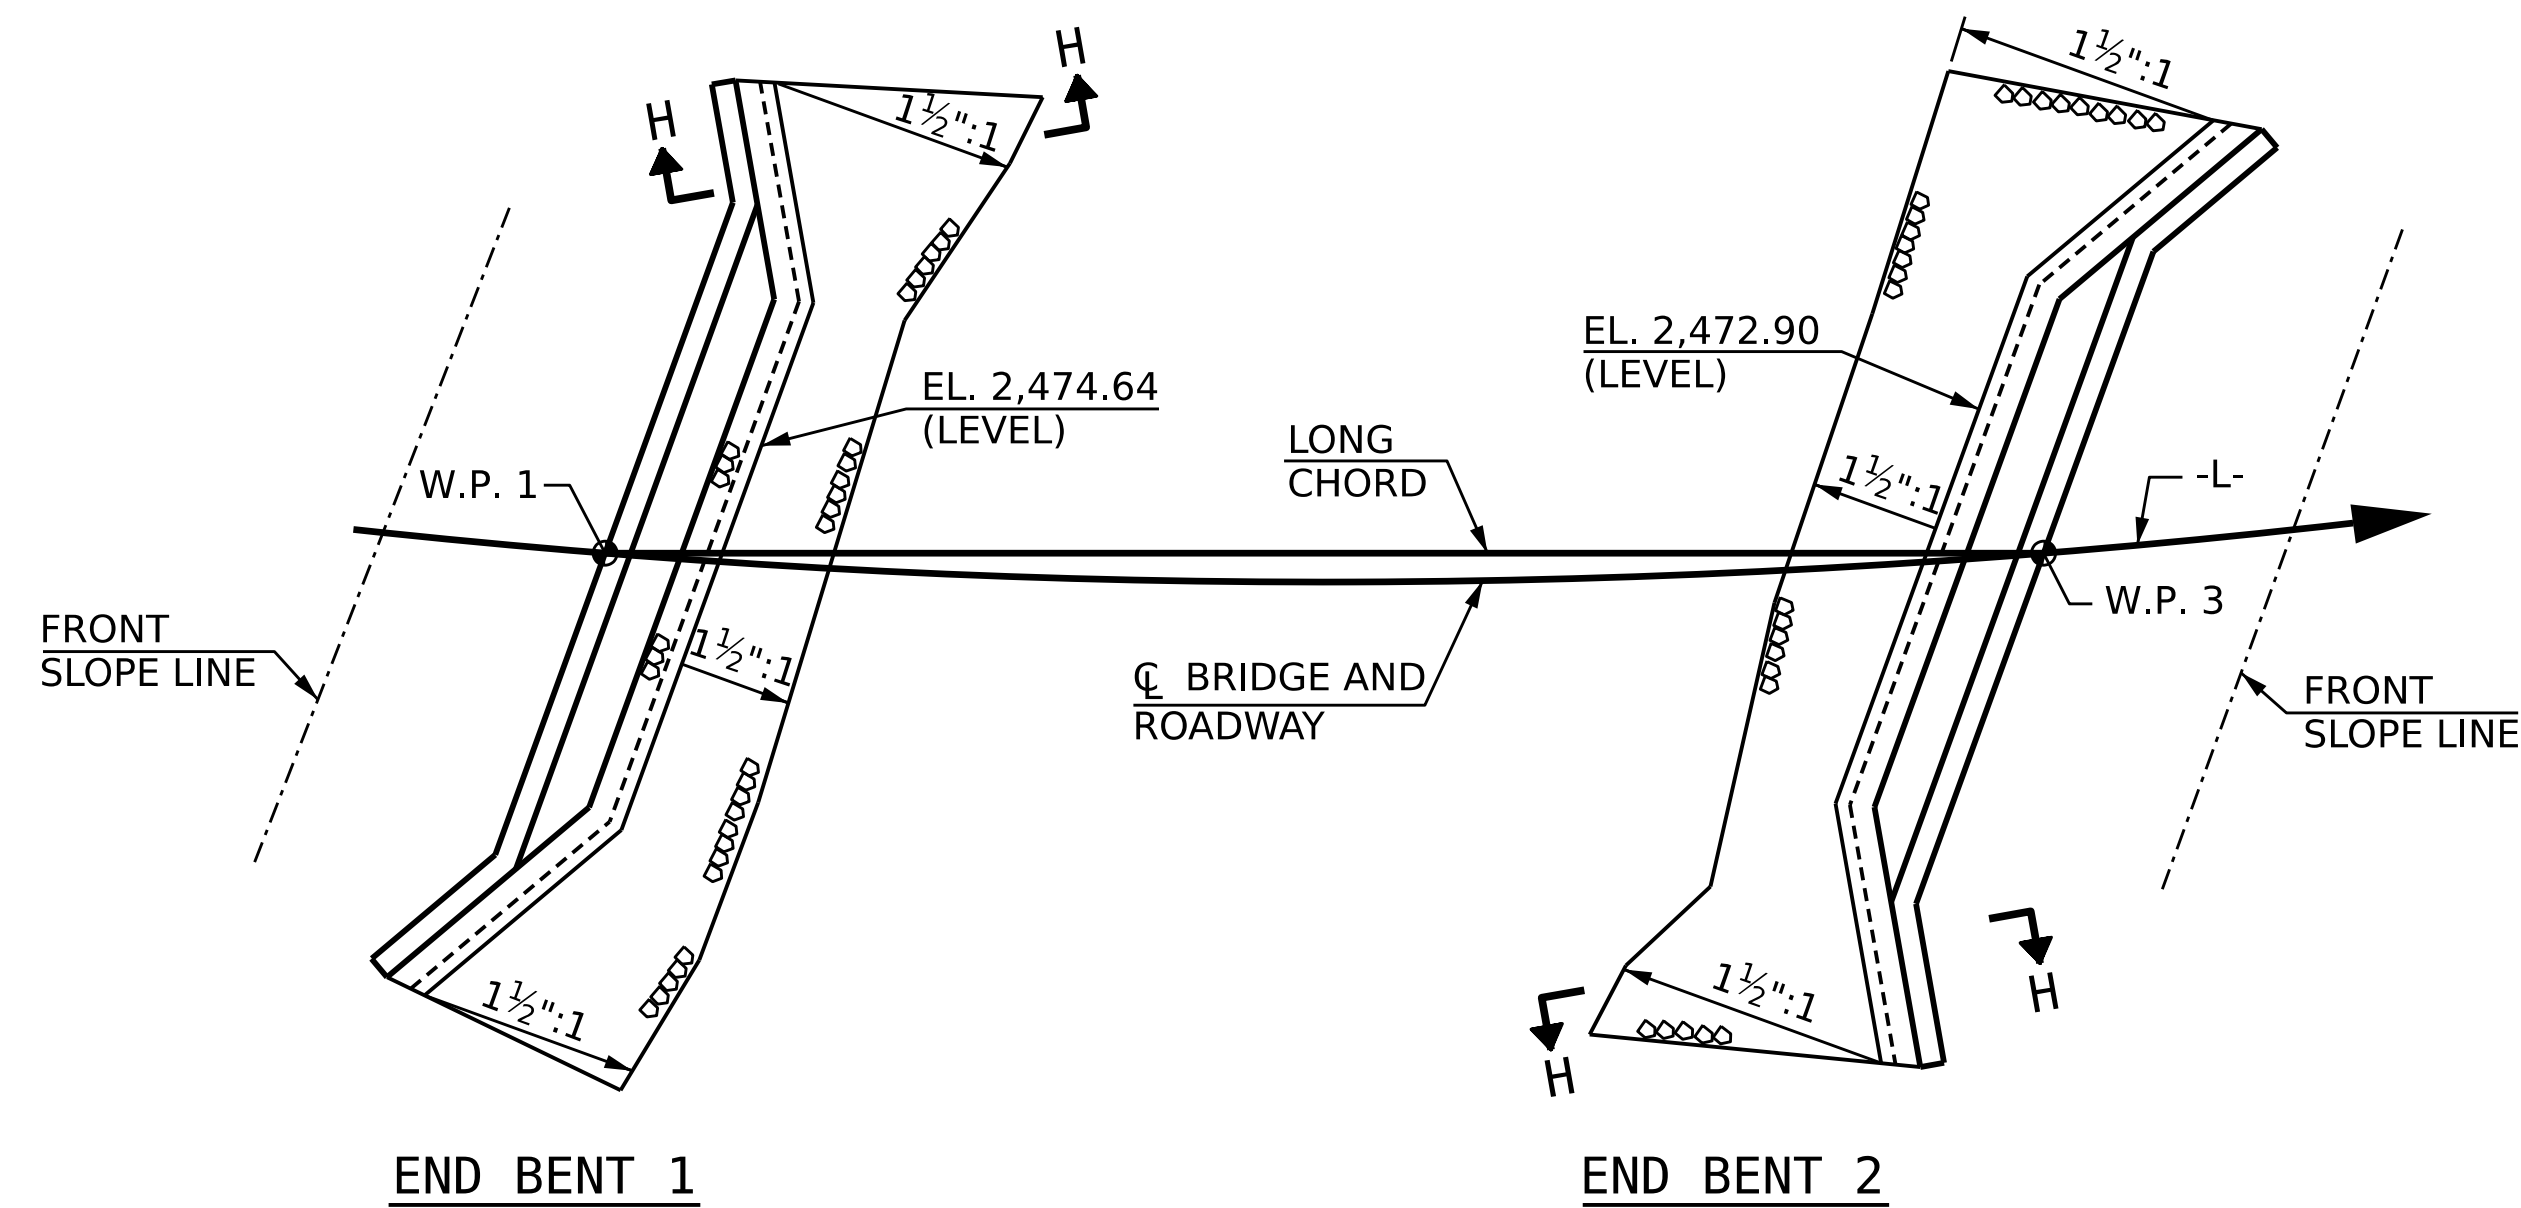 H
H
1½":1
1½":1
EL. 2,472.90
(LEVEL)
EL. 2,474.64
(LEVEL)
LONG
CHORD
W.P. 1
1½":1
-L-
W.P. 3
FRONT
SLOPE LINE
1½":1
℄ BRIDGE AND
ROADWAY
FRONT
SLOPE LINE
1½":1
1½":1
H
H
END BENT 1
END BENT 2